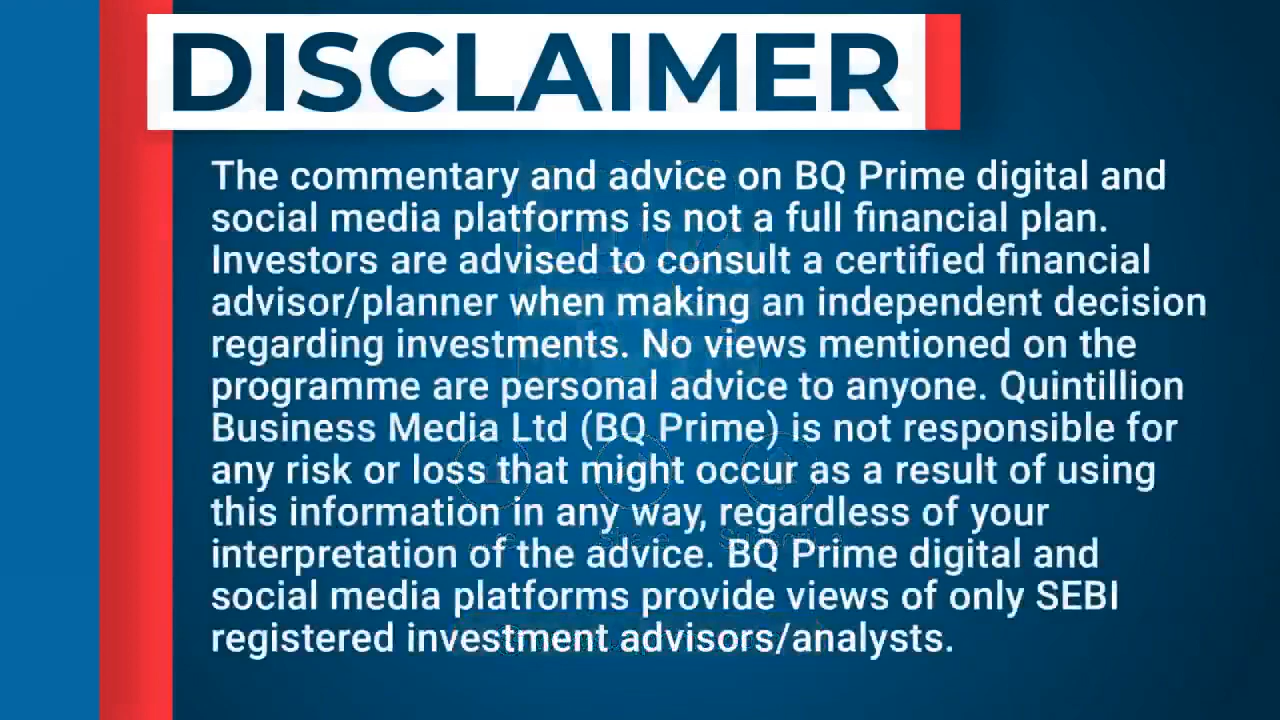 DISCLAIMER
The commentary and advice on BQ Prime digital and
social media platforms is not a full financial plan.
Investors are advised to consult a certified financial
advisor/planner when making an independent decision
regarding investments. No views mentioned on the
programme are personal advice to anyone. Quintillion
Business Media Ltd (BQ Prime) is not responsible for
any risk or loss that might occur as a result of using
this information in any way, regardless of your
interpretation of the advice. BQ Prime digital and
social media platforms provide views of only SEBI
registered investment advisors/analysts.